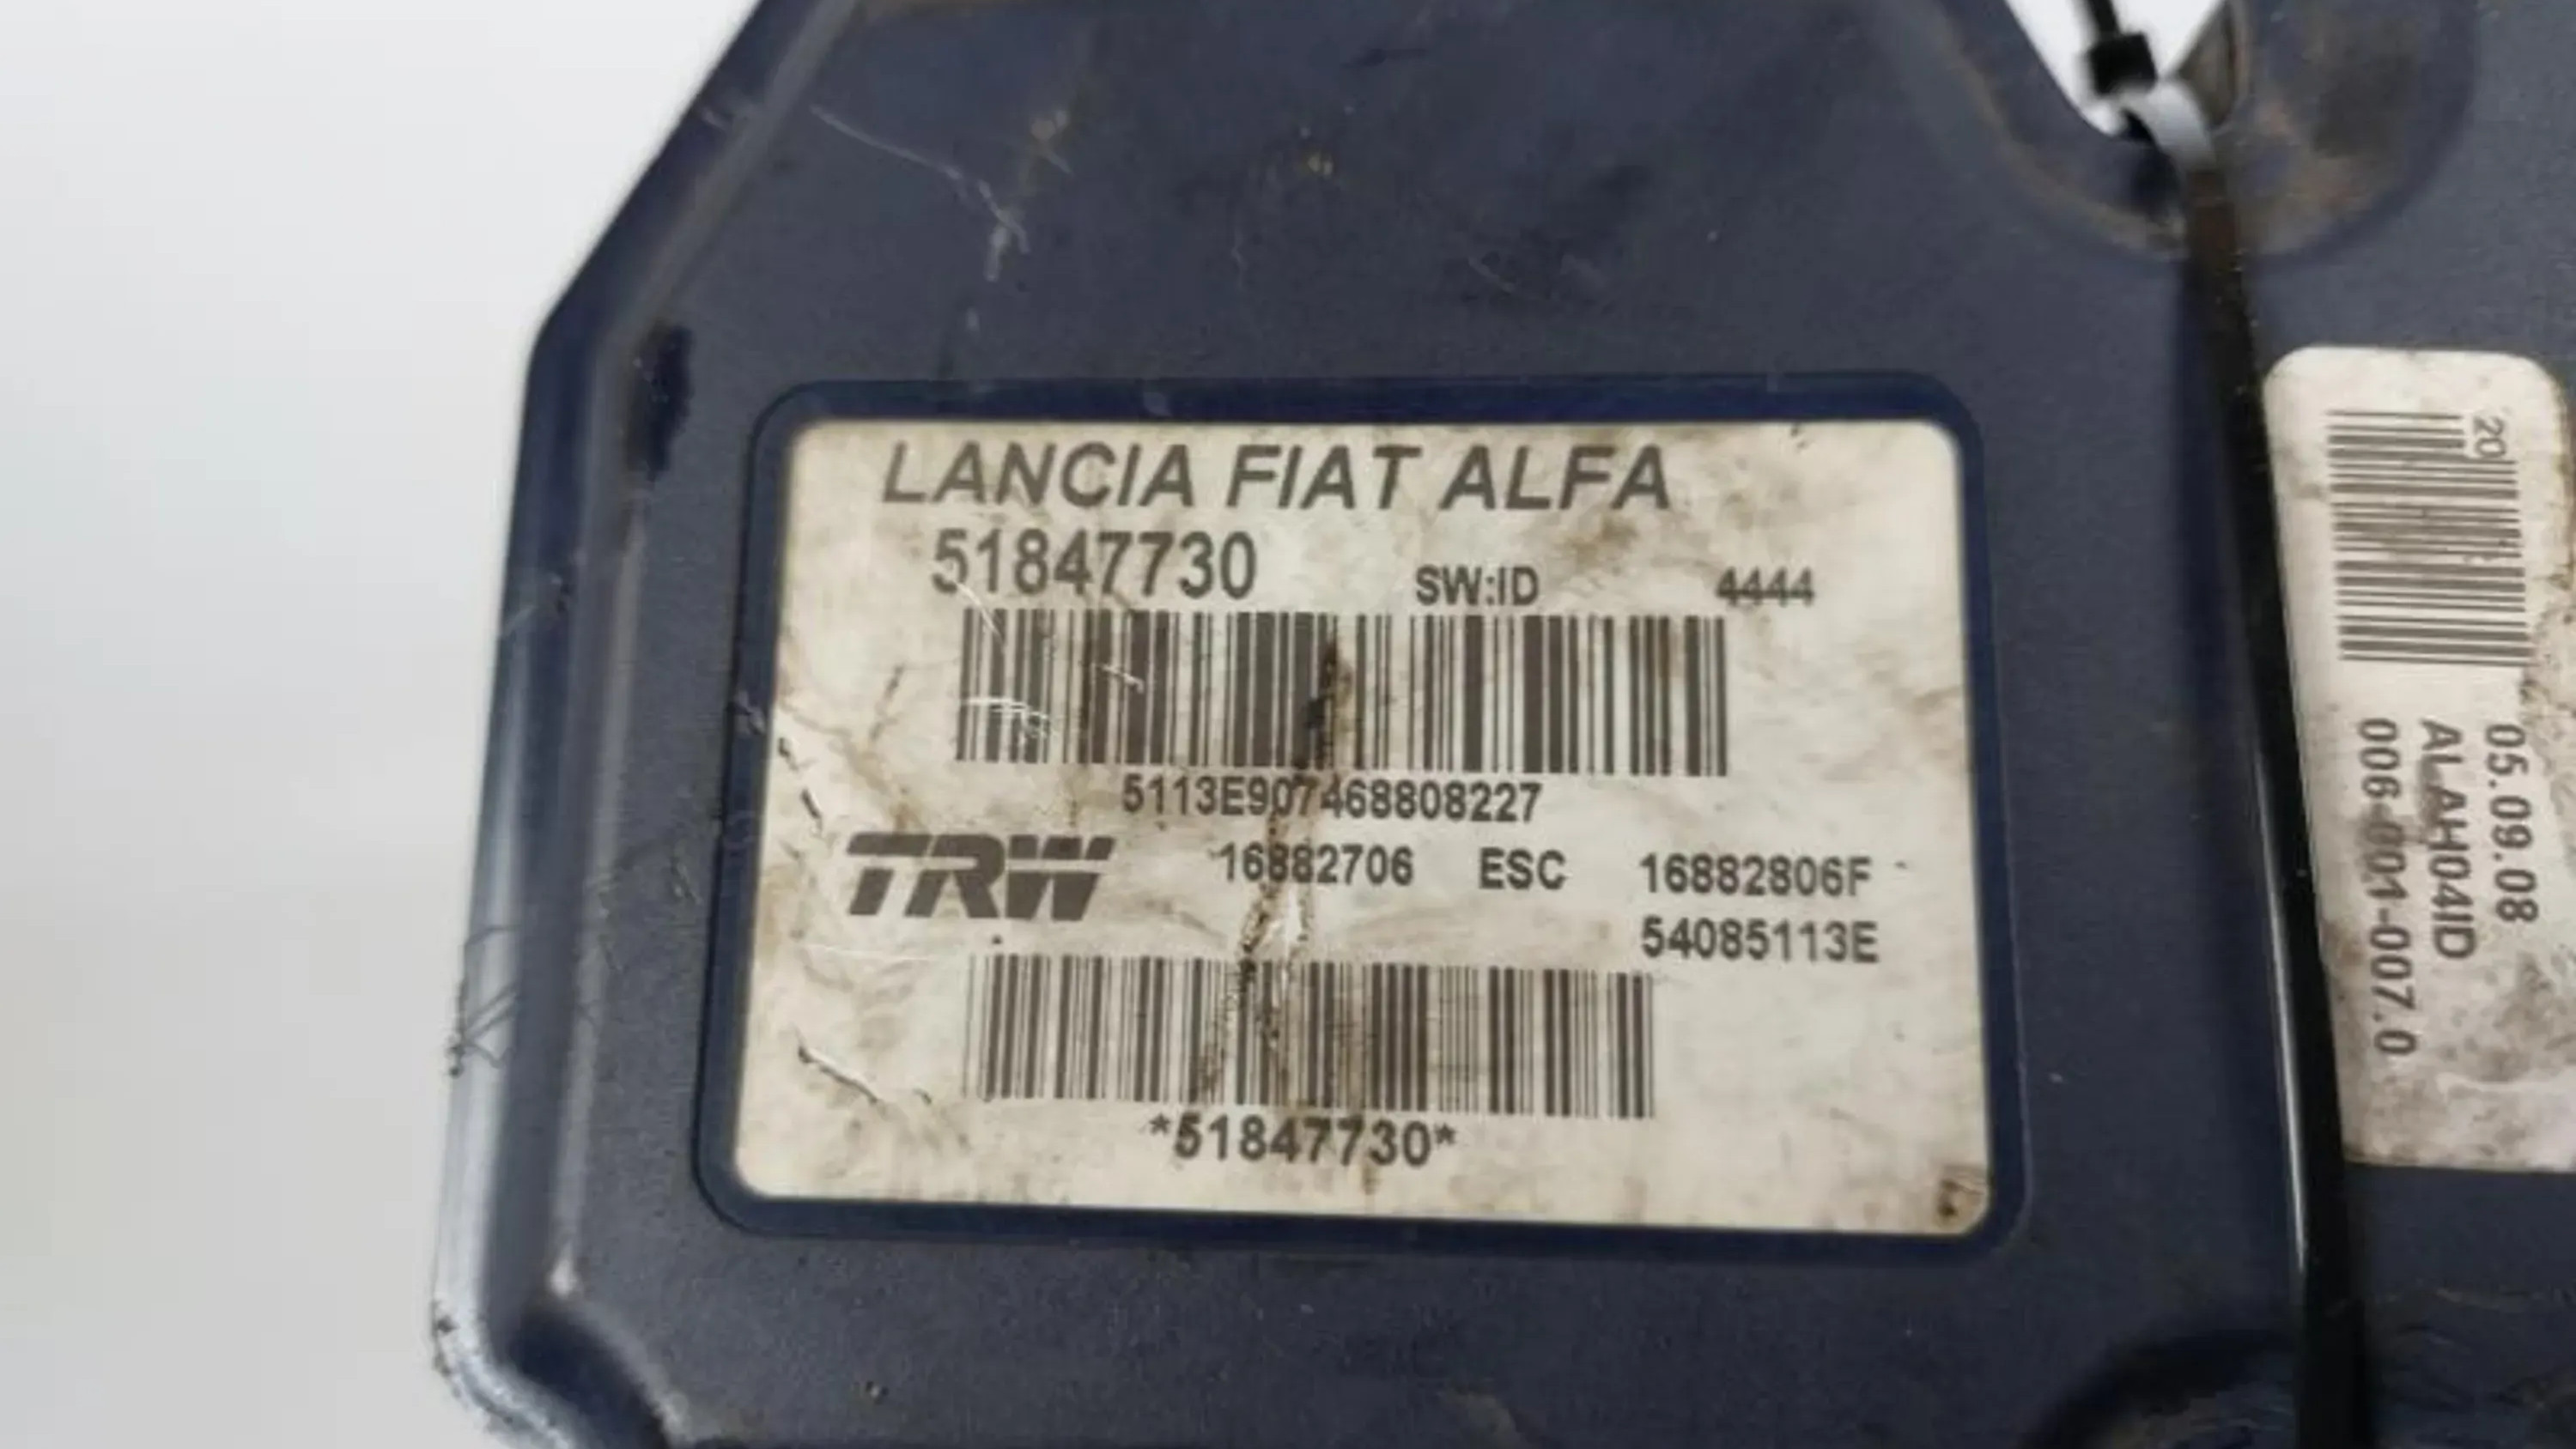 LANCIA FIAT ALFA
51847730 SW:ID 4444
5113E907468808227
TRW 16882706 ESC 16882806F
54085113E
*51847730*
20
05.09.08
ALAH04ID
006-001-007.0